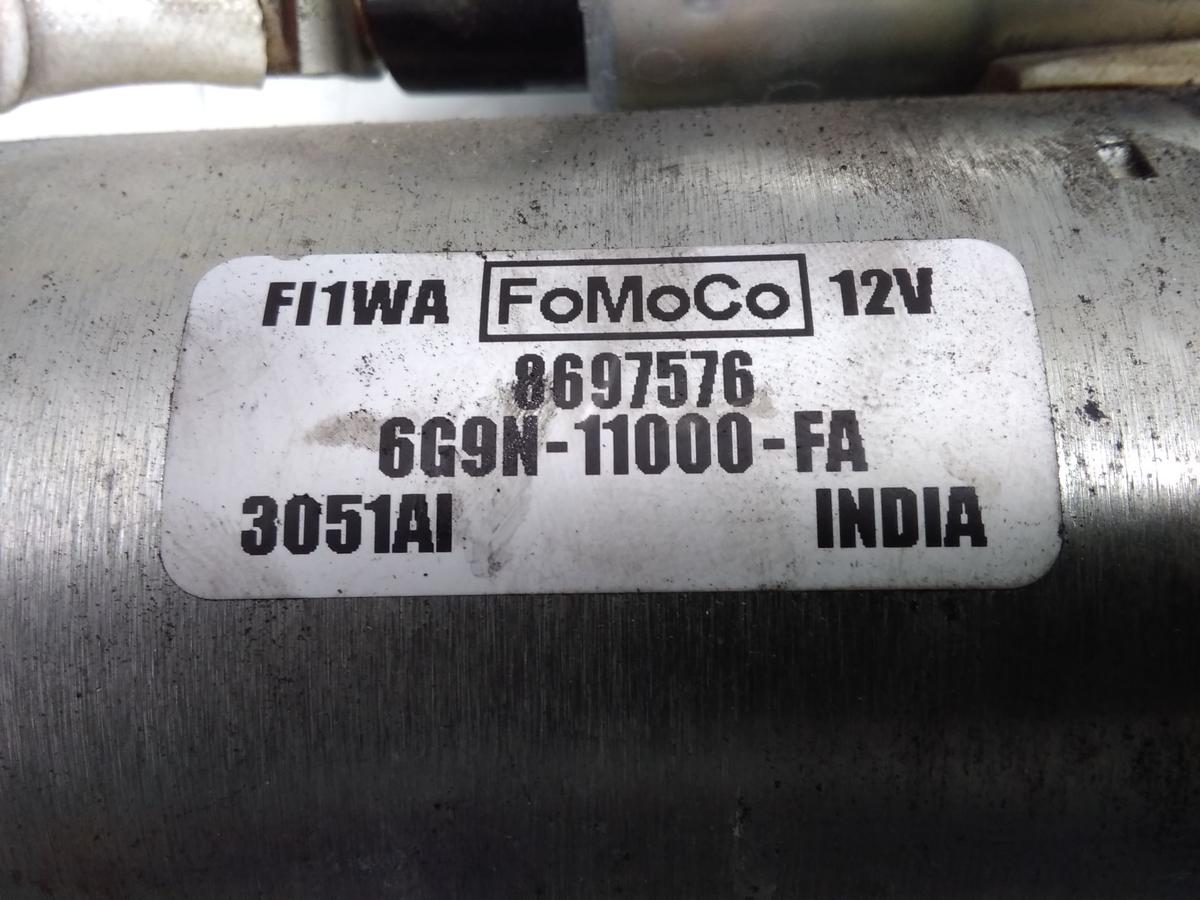 FI1WA FoMoCo 12V
8697576
6G9N-11000-FA
3051AI INDIA